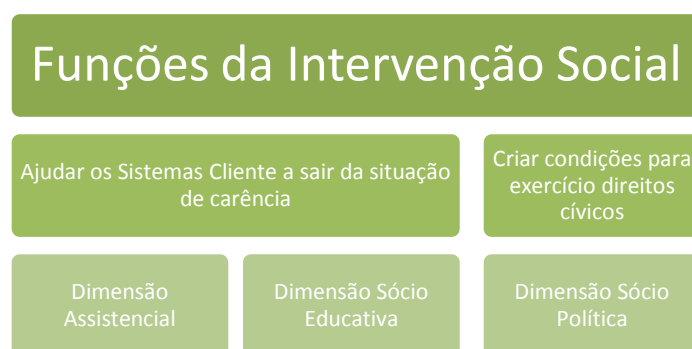 Funções da Intervenção Social
Ajudar os Sistemas Cliente a sair da situação
de carência
Criar condições para
exercício direitos
cívicos
Dimensão
Assistencial
Dimensão Sócio
Educativa
Dimensão Sócio
Política